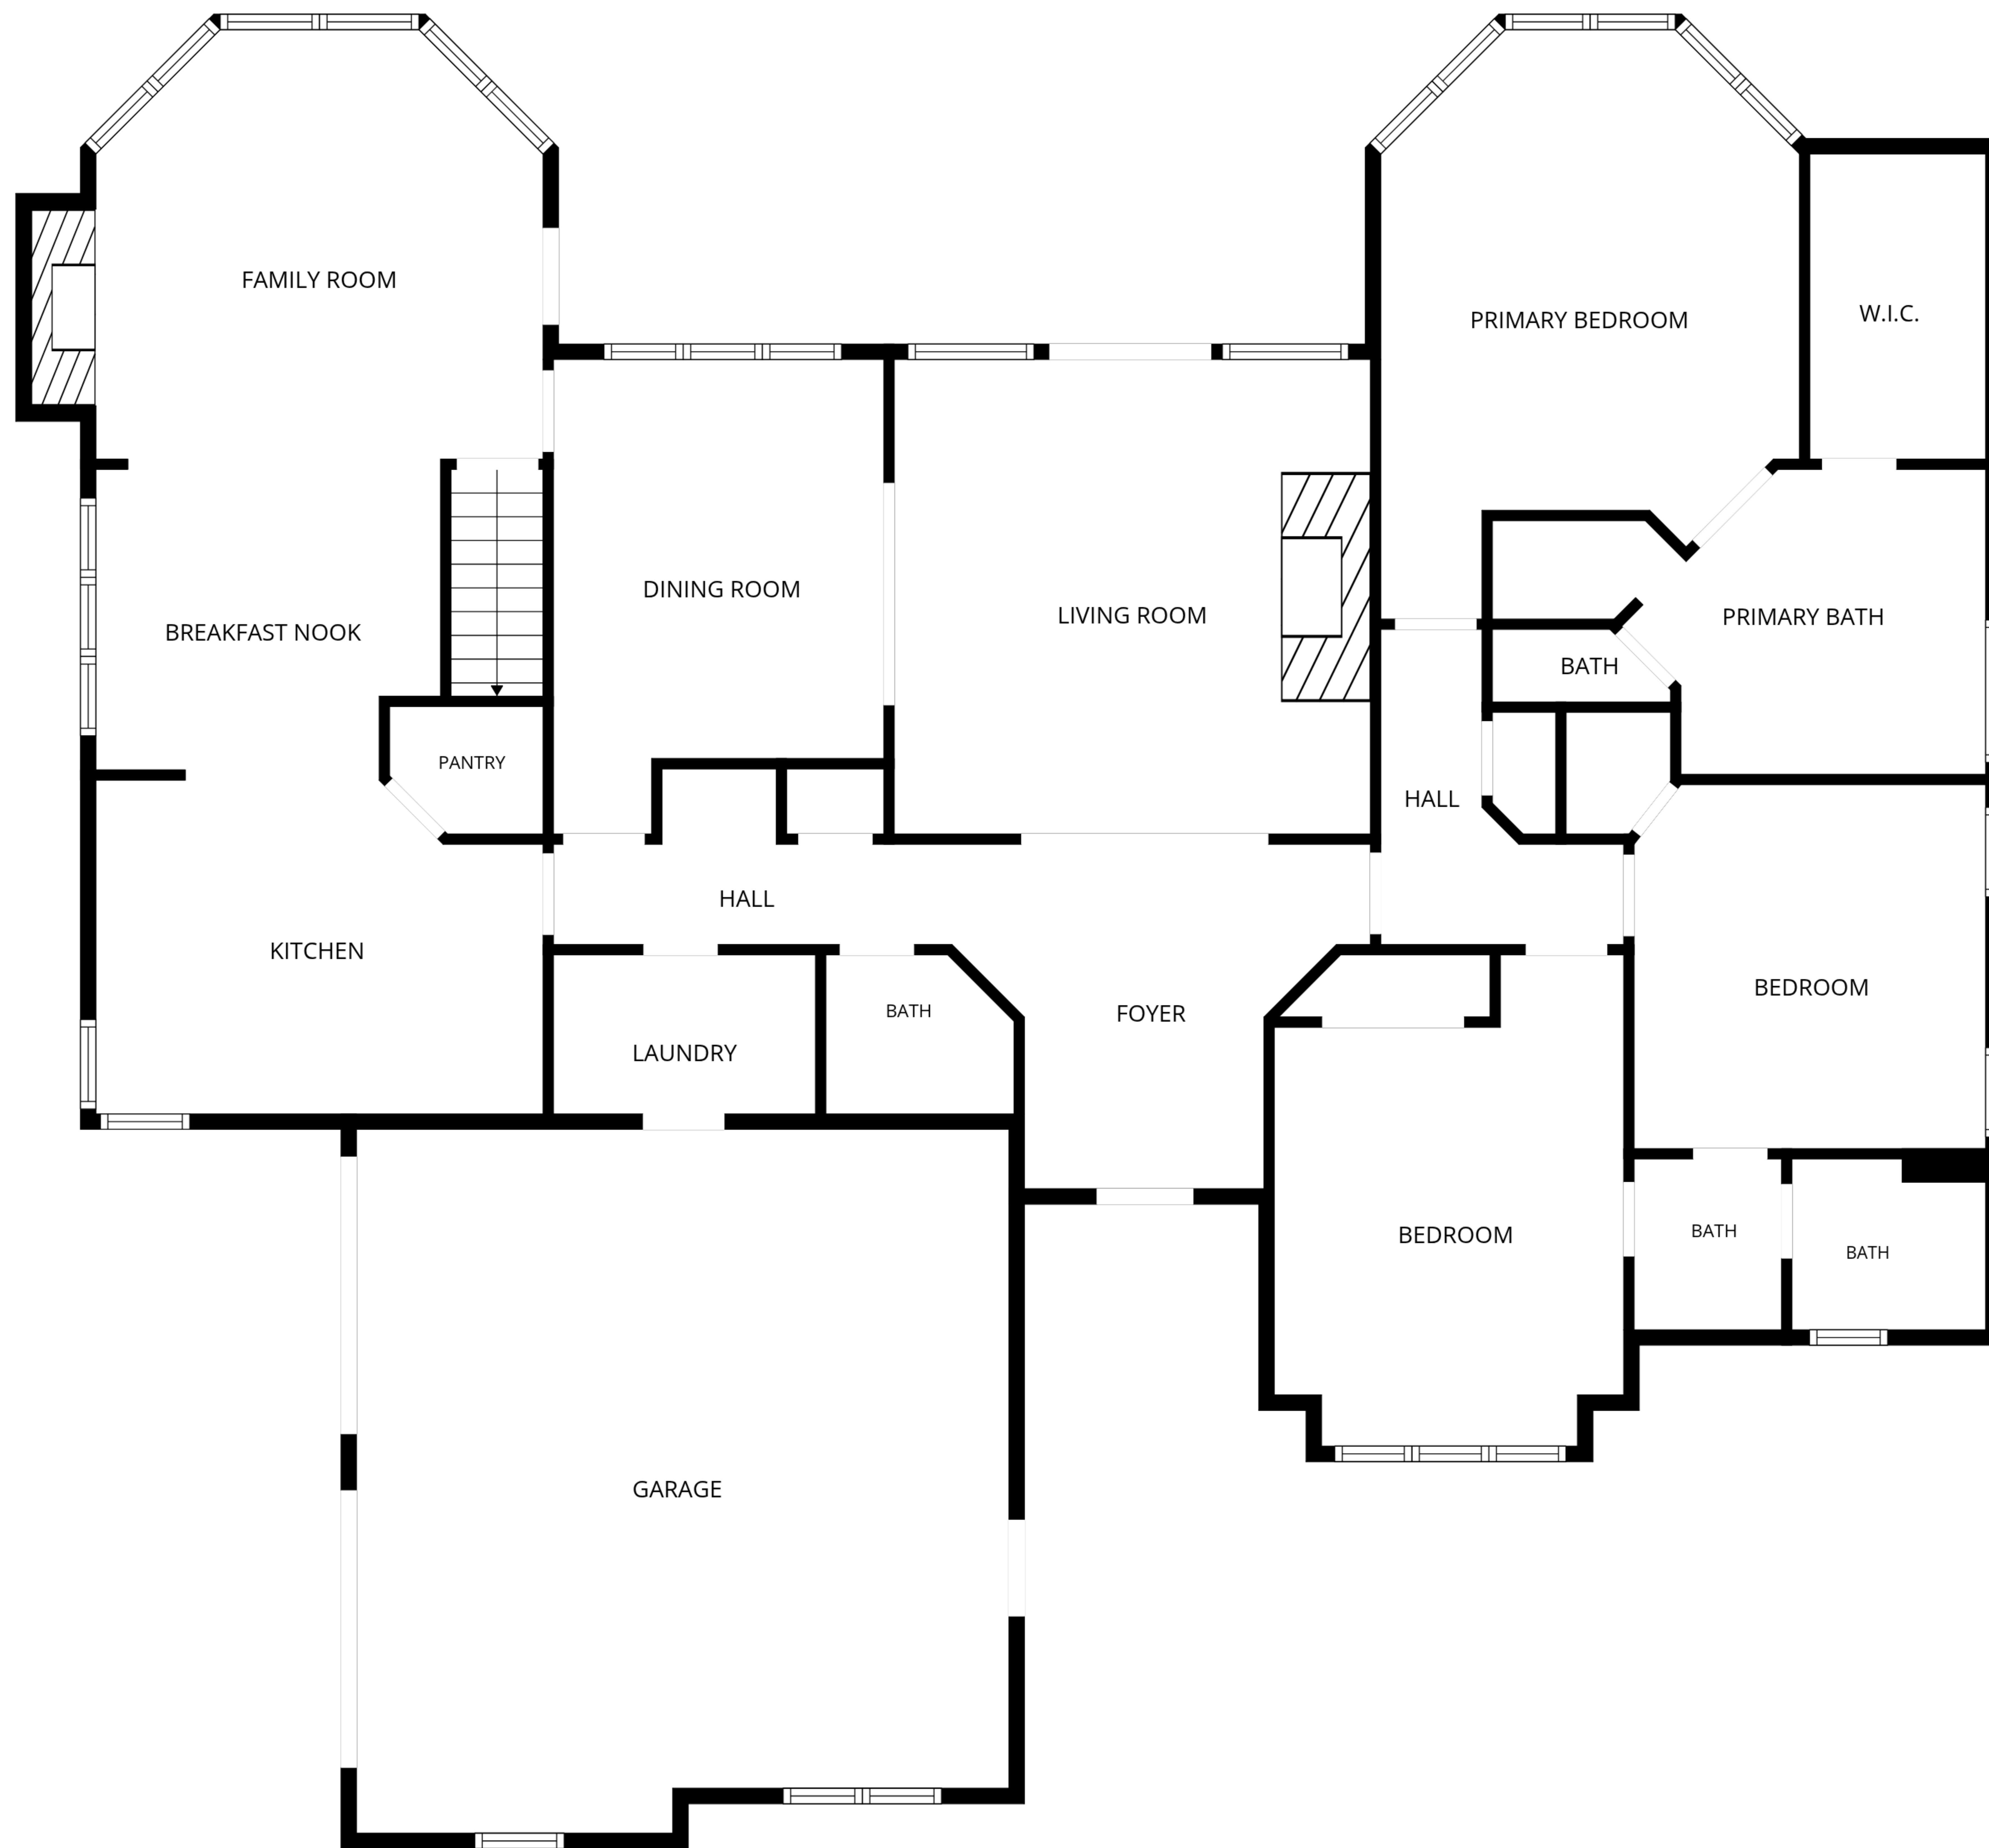 FAMILY ROOM
PRIMARY BEDROOM
W.I.C.
DINING ROOM
LIVING ROOM
PRIMARY BATH
BREAKFAST NOOK
BATH
PANTRY
HALL
HALL
KITCHEN
BEDROOM
BATH
FOYER
LAUNDRY
BEDROOM
BATH
BATH
GARAGE